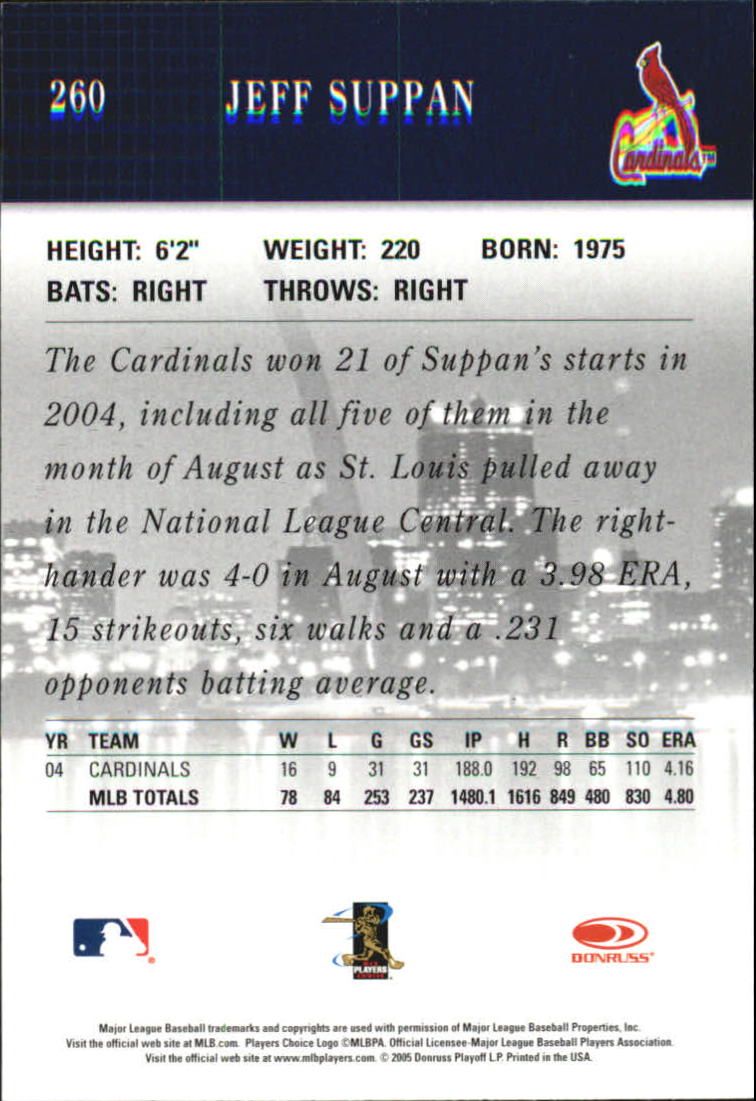 260 JEFF SUPPAN Cardinals™
HEIGHT: 6'2" WEIGHT: 220 BORN: 1975
BATS: RIGHT THROWS: RIGHT
The Cardinals won 21 of Suppan's starts in
2004, including all five of them in the
month of August as St. Louis pulled away
in the National League Central. The right-
hander was 4-0 in August with a 3.98 ERA,
15 strikeouts, six walks and a .231
opponents batting average.
YR TEAM W L G GS IP H R BB SO ERA
04 CARDINALS 16 9 31 31 188.0 192 98 65 110 4.16
MLB TOTALS 78 84 253 237 1480.1 1616 849 480 830 4.80
PLAYERS
DONRUSS®
Major League Baseball trademarks and copyrights are used with permission of Major League Baseball Properties, Inc.
Visit the official web site at MLB.com. Players Choice Logo ©MLBPA. Official Licensee-Major League Baseball Players Association.
Visit the official web site at www.mlbplayers.com. © 2005 Donruss Playoff L.P. Printed in the USA.